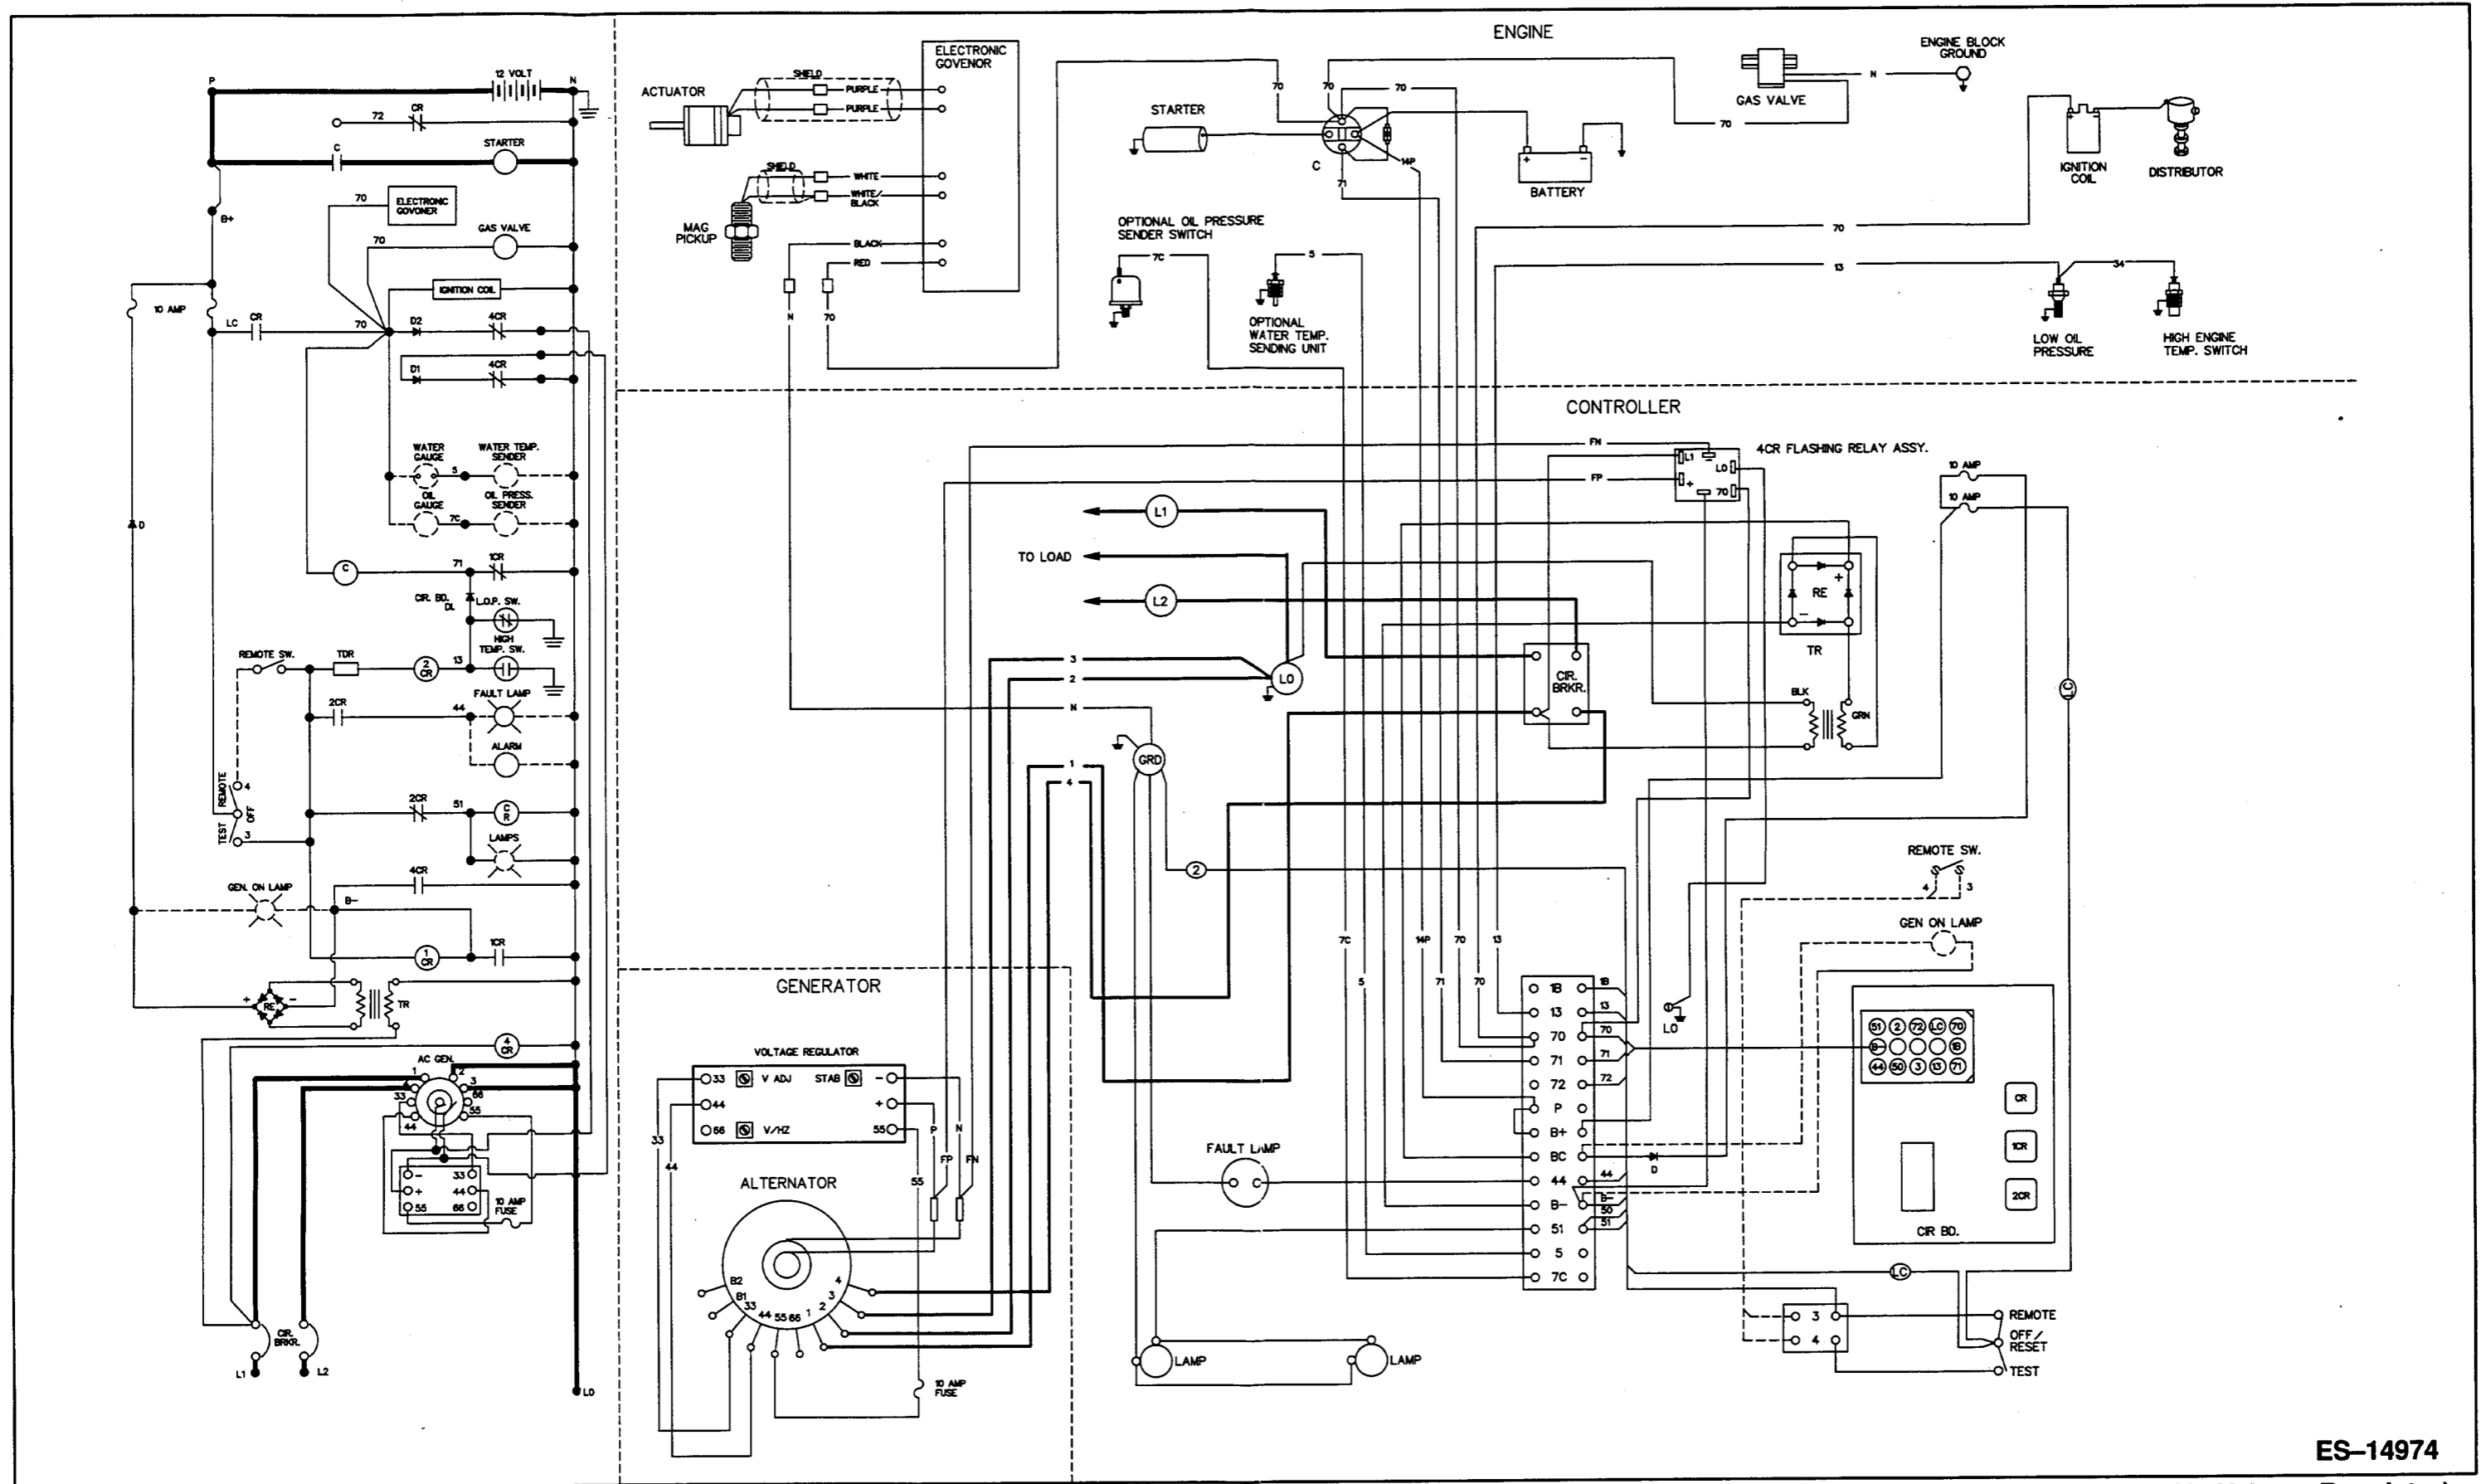 P
12 VOLT
N
72
CR
STARTER
C
70
ELECTRONIC
GOVONER
B+
GAS VALVE
70
IGNITION COIL
10 AMP
LC
CR
70
D2
4CR
D1
4CR
WATER
GAUGE
5
WATER TEMP.
SENDER
OIL
GAUGE
7C
OIL PRESS.
SENDER
D
C
71
1CR
CIR. BD.
DL
L.O.P. SW.
HIGH
TEMP. SW.
REMOTE SW.
TDR
2
CR
13
FAULT LAMP
2CR
44
ALARM
REMOTE
4
OFF
TEST
3
2CR
51
C
R
LAMPS
4CR
GEN. ON LAMP
B-
1
CR
1CR
+
RE
-
TR
4
CR
AC GEN.
1
2
3
4
33
66
55
44
-
33
+
44
55
66
10 AMP
FUSE
CIR.
BRKR.
L1
L2
LO
ENGINE
ACTUATOR
SHIELD
PURPLE
PURPLE
ELECTRONIC
GOVENOR
SHIELD
WHITE
WHITE/
BLACK
MAG
PICKUP
BLACK
RED
N
70
STARTER
70
70
70
C
14P
71
+
-
BATTERY
GAS VALVE
N
ENGINE BLOCK
GROUND
70
+
-
IGNITION
COIL
DISTRIBUTOR
OPTIONAL OIL PRESSURE
SENDER SWITCH
7C
5
OPTIONAL
WATER TEMP.
SENDING UNIT
70
13
34
LOW OIL
PRESSURE
HIGH ENGINE
TEMP. SWITCH
CONTROLLER
FN
FP
L1
LO
+
70
4CR FLASHING RELAY ASSY.
10 AMP
10 AMP
L1
TO LOAD
L2
+
RE
-
TR
3
2
LO
CIR.
BRKR.
BLK
GRN
LC
N
GRD
1
4
2
REMOTE SW.
4
3
GEN ON LAMP
7C
5
14P
71
70
70
13
1B
1B
13
13
70
70
71
71
72
72
P
B+
BC
D
44
44
B-
B-
50
51
51
5
7C
LO
51
2
72
LC
70
B-
1B
44
50
3
13
71
CR
1CR
2CR
CIR BD.
LC
3
4
REMOTE
OFF/
RESET
TEST
FAULT LAMP
LAMP
LAMP
GENERATOR
VOLTAGE REGULATOR
33
V ADJ
STAB
-
44
+
66
V/HZ
55
33
44
P
N
FP
FN
55
ALTERNATOR
B2
B1
33
44
55
66
1
2
3
4
10 AMP
FUSE
ES–14974